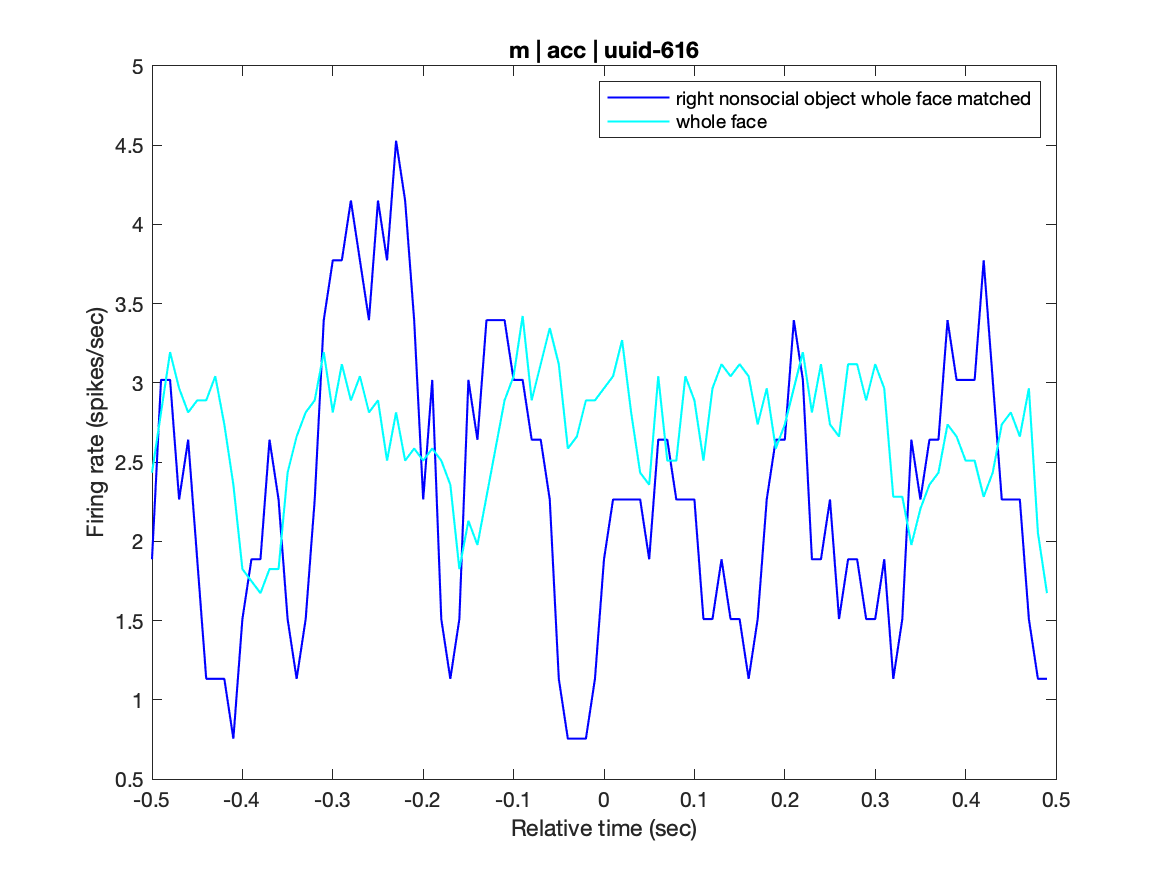 m | acc | uuid-616
right nonsocial object whole face matched
whole face
Firing rate (spikes/sec)
5
4.5
4
3.5
3
2.5
2
1.5
1
0.5
-0.5 -0.4 -0.3 -0.2 -0.1 0 0.1 0.2 0.3 0.4 0.5
Relative time (sec)